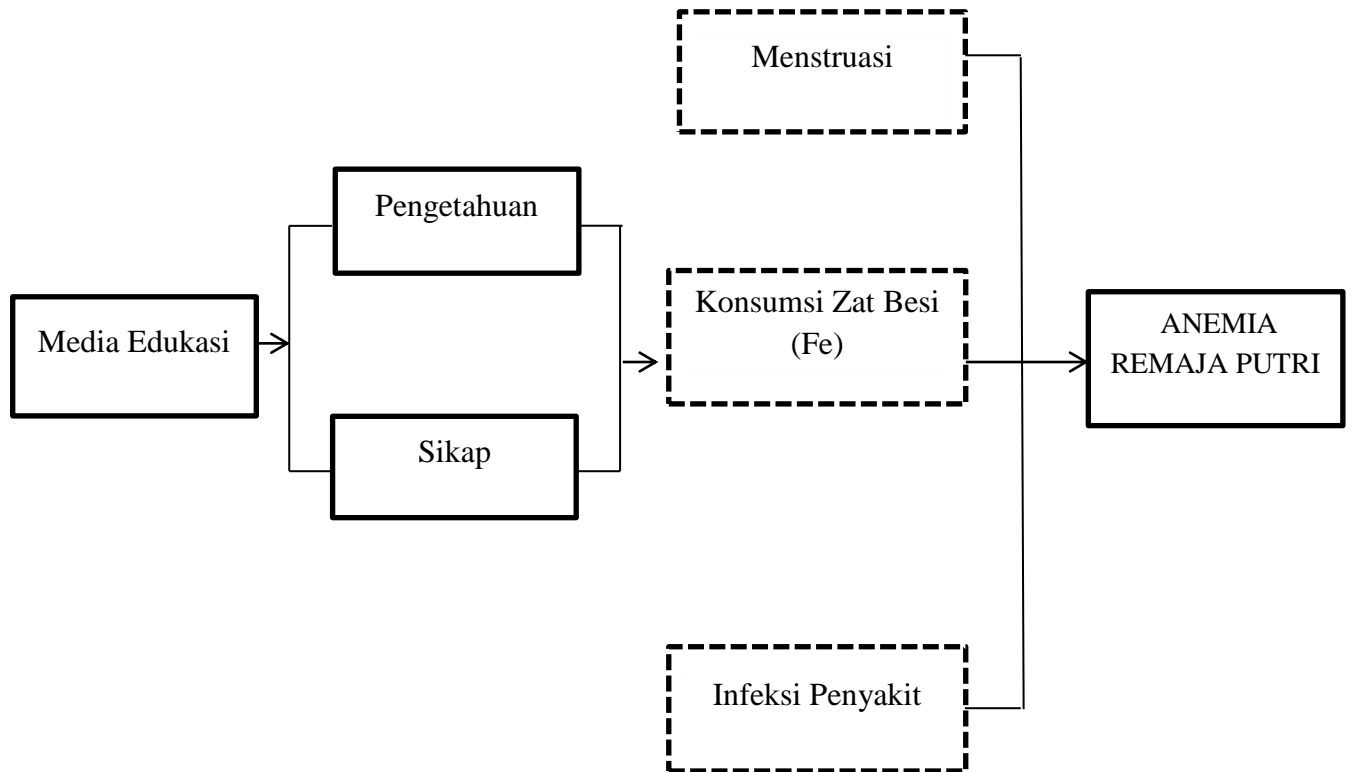 Menstruasi
Pengetahuan
Media Edukasi
Konsumsi Zat Besi
(Fe)
ANEMIA
REMAJA PUTRI
Sikap
Infeksi Penyakit